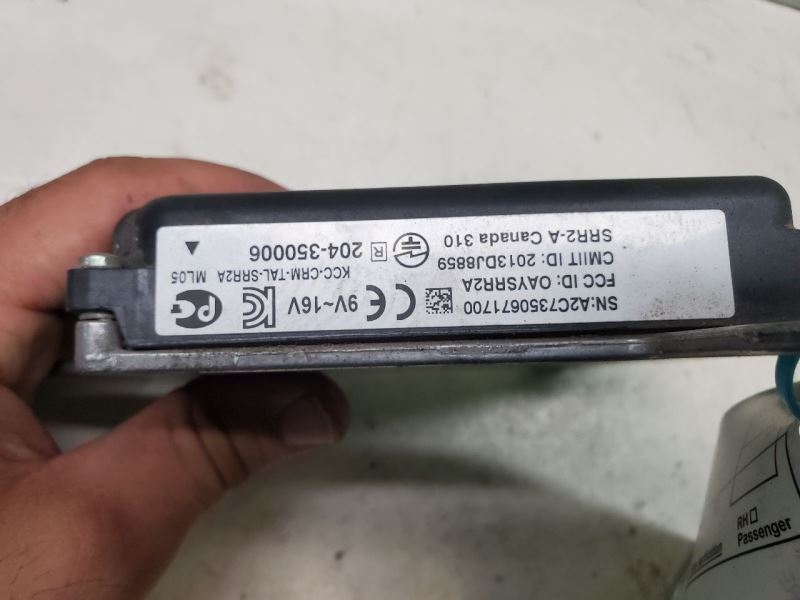 SN:A2C7350671700
FCC ID: OAYSRR2A
CMIIT ID: 2013DJ8859
SRR2-A Canada 310
9V~16V
R 204-350006
KCC-CRM-TAL-SRR2A ML05
RH
Passenger